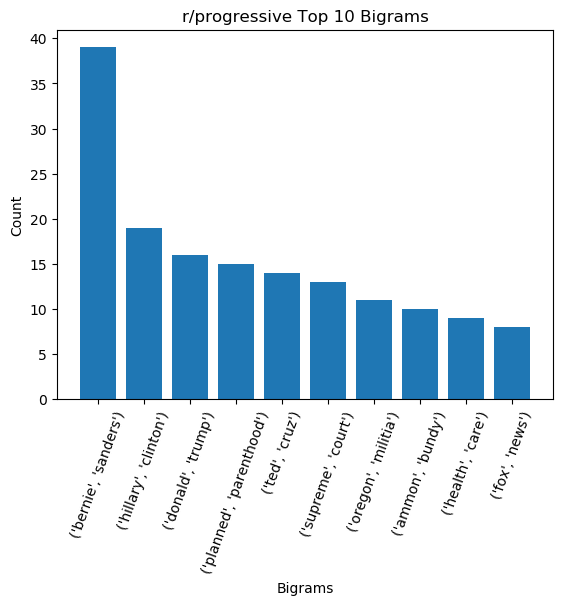 r/progressive Top 10 Bigrams
40
35
30
25
20
15
10
5
0
Count
('bernie', 'sanders')
('hillary', 'clinton')
('donald', 'trump')
('planned', 'parenthood')
('ted', 'cruz')
('supreme', 'court')
('oregon', 'militia')
('ammon', 'bundy')
('health', 'care')
('fox', 'news')
Bigrams